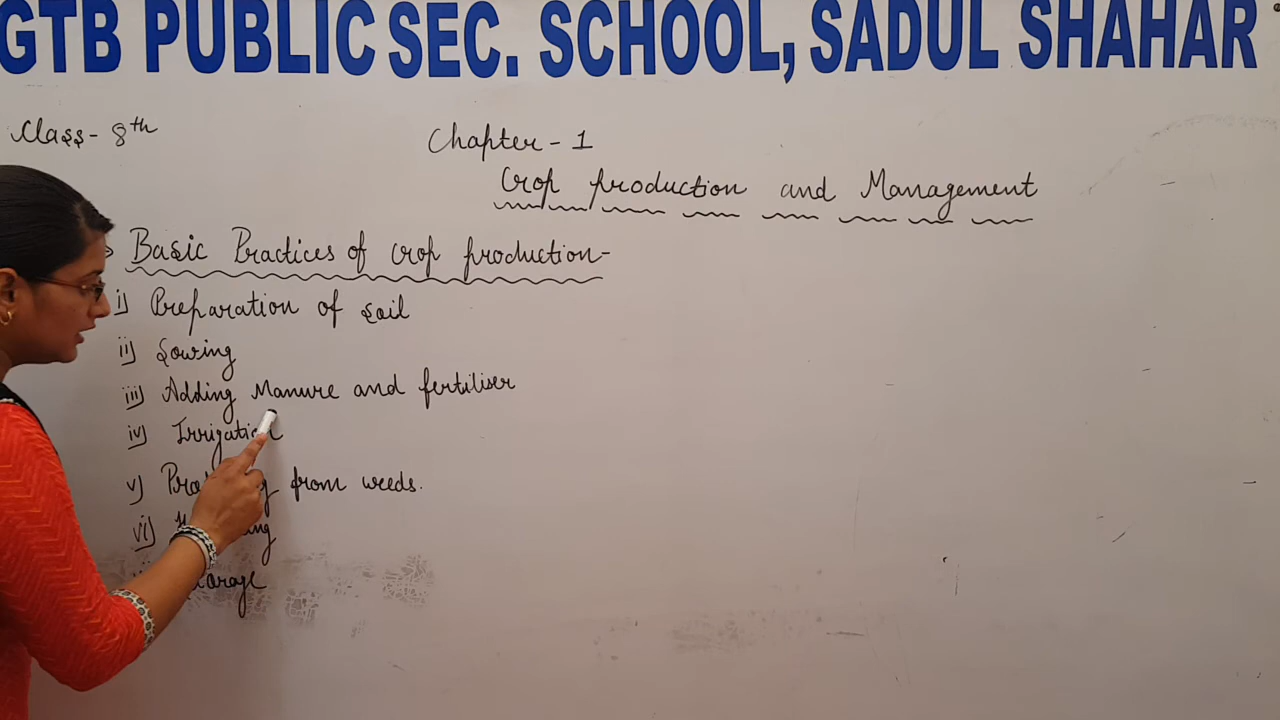 GTB PUBLIC SEC. SCHOOL, SADUL SHAHAR
Class - 8th
Chapter - 1
Crop production and Management
Basic Practices of crop production-
i) Preparation of soil
ii) Sowing
iii) Adding Manure and fertiliser
iv) Irrigation
v) from weeds.
vi)